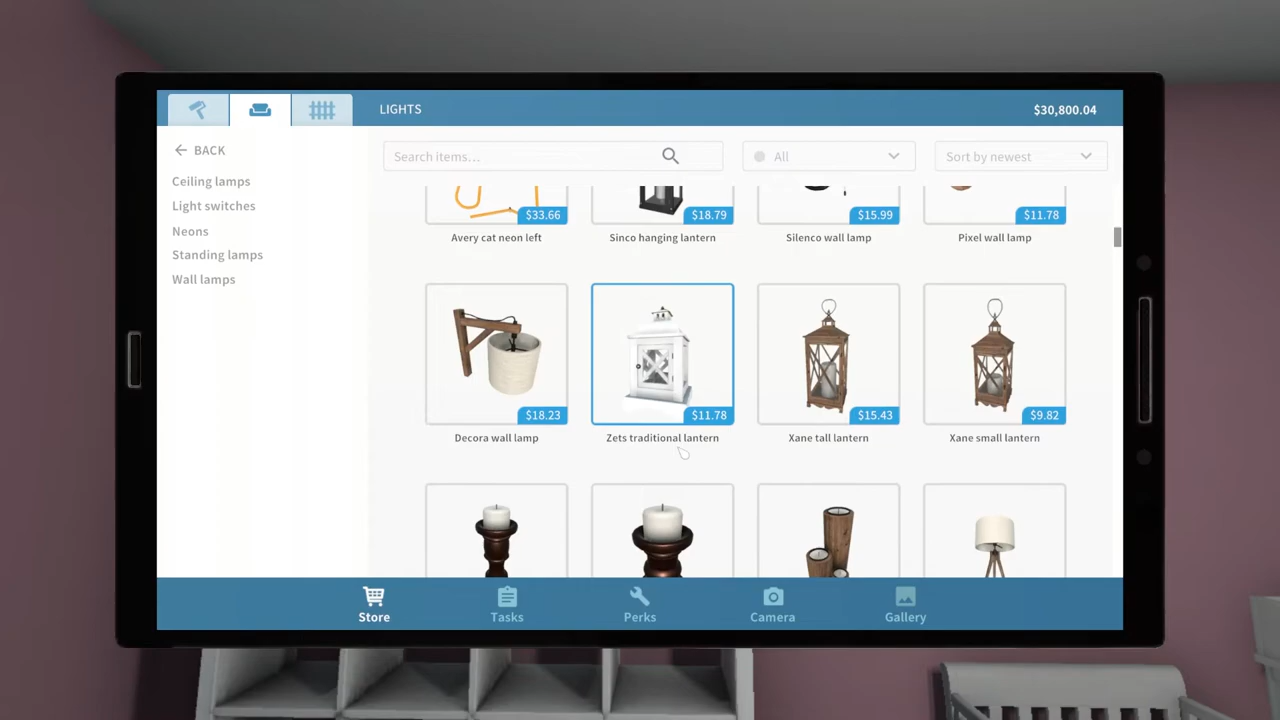 LIGHTS
$30,800.04
BACK
Search items...
All
Sort by newest
Ceiling lamps
Light switches
Neons
Standing lamps
Wall lamps
$33.66
$18.79
$15.99
$11.78
Avery cat neon left
Sinco hanging lantern
Silenco wall lamp
Pixel wall lamp
$18.23
$11.78
$15.43
$9.82
Decora wall lamp
Zets traditional lantern
Xane tall lantern
Xane small lantern
Store
Tasks
Perks
Camera
Gallery